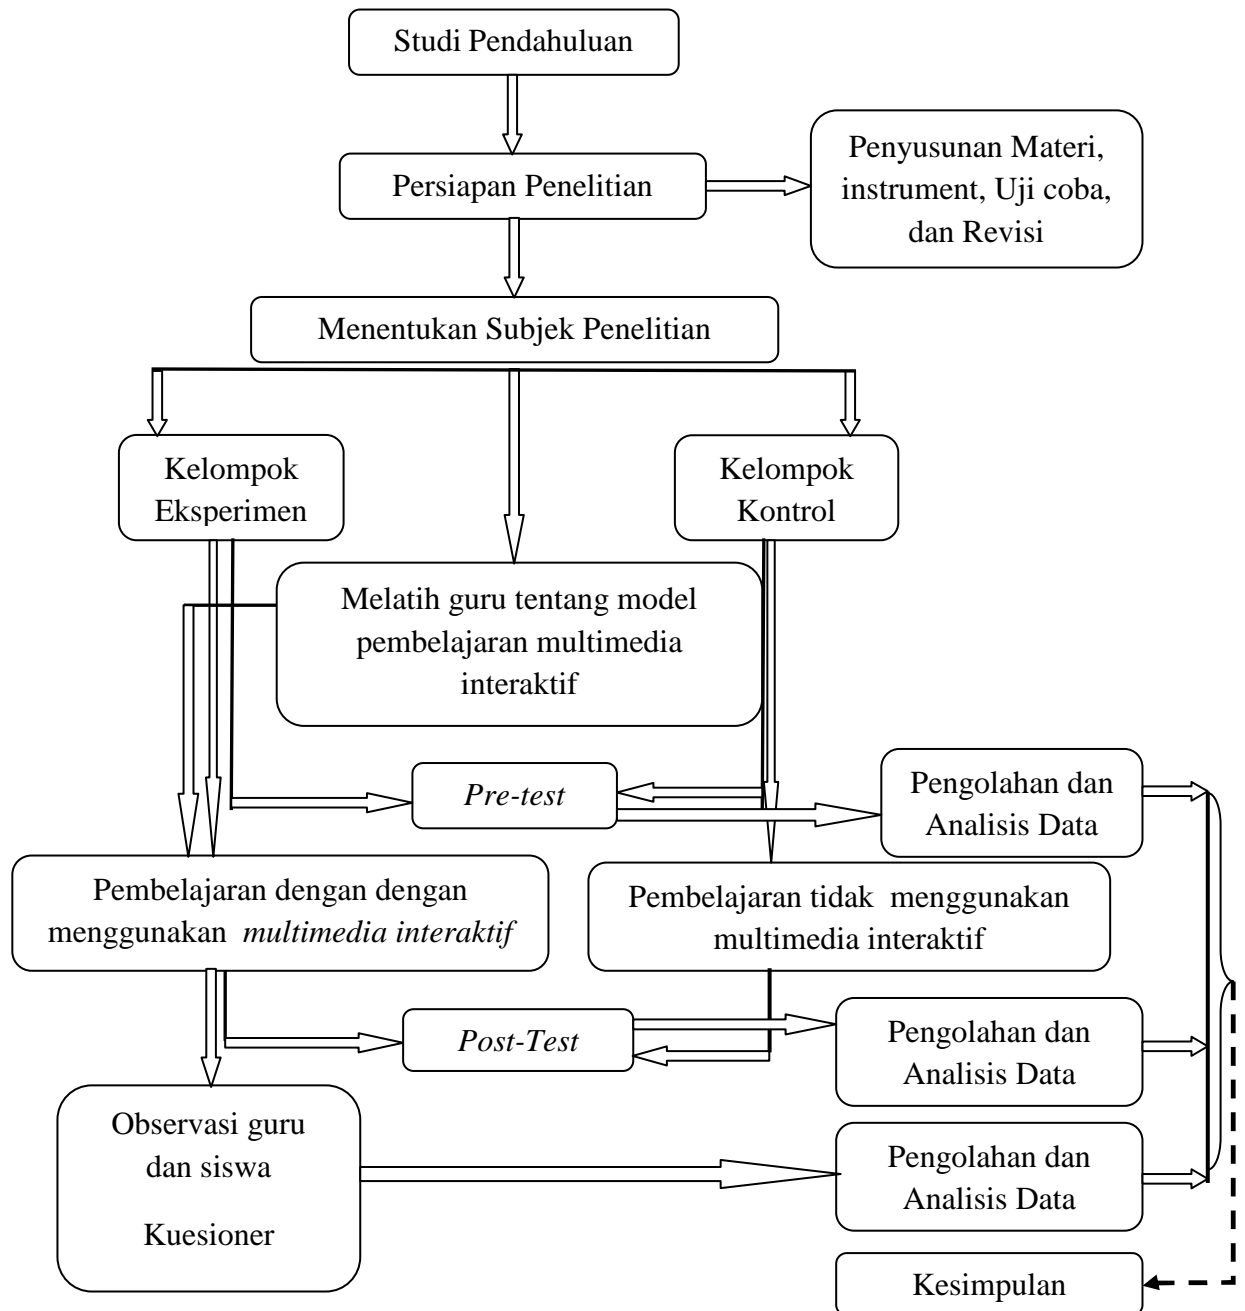 Studi Pendahuluan
Persiapan Penelitian
Penyusunan Materi,
instrument, Uji coba,
dan Revisi
Menentukan Subjek Penelitian
Kelompok
Eksperimen
Kelompok
Kontrol
Melatih guru tentang model
pembelajaran multimedia
interaktif
Pre-test
Pengolahan dan
Analisis Data
Pembelajaran dengan dengan
menggunakan multimedia interaktif
Pembelajaran tidak menggunakan
multimedia interaktif
Post-Test
Pengolahan dan
Analisis Data
Observasi guru
dan siswa
Kuesioner
Pengolahan dan
Analisis Data
Kesimpulan